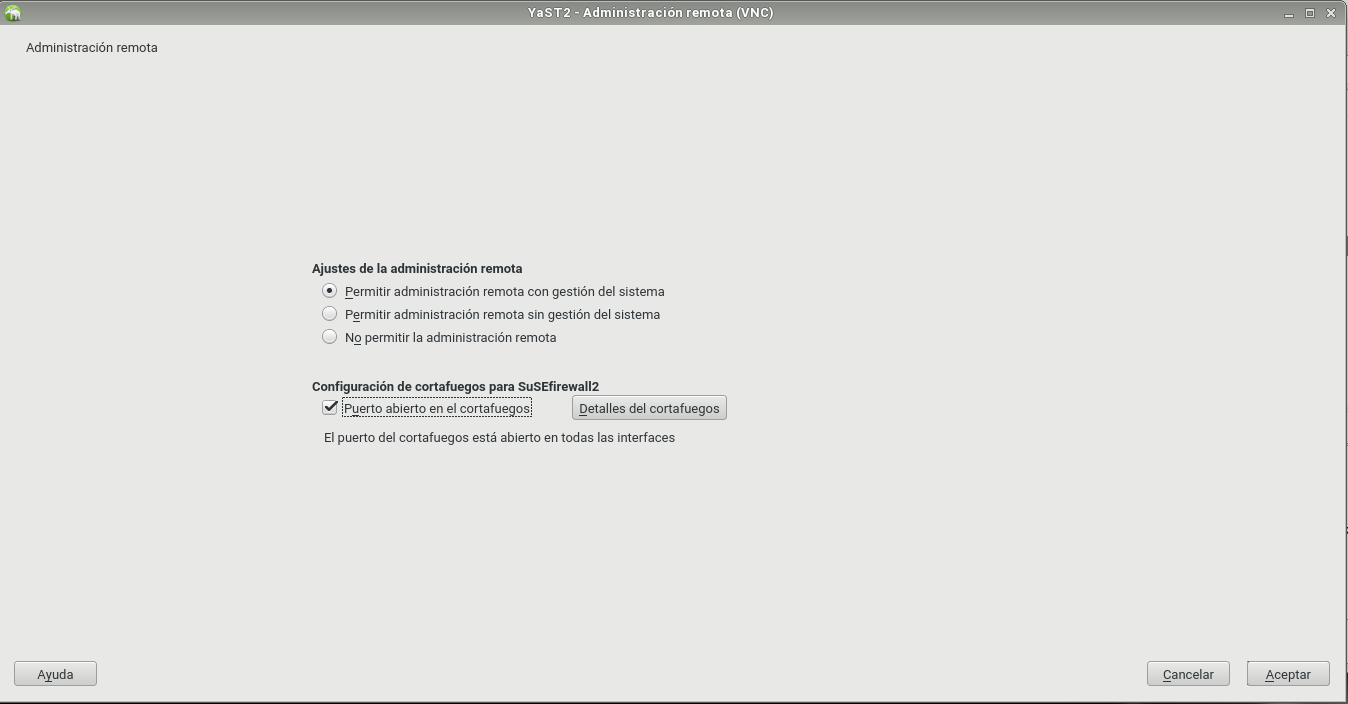 YaST2 - Administración remota (VNC)
Administración remota
Ajustes de la administración remota
Permitir administración remota con gestión del sistema
Permitir administración remota sin gestión del sistema
No permitir la administración remota
Configuración de cortafuegos para SuSEfirewall2
Puerto abierto en el cortafuegos Detalles del cortafuegos
El puerto del cortafuegos está abierto en todas las interfaces
Ayuda Cancelar Aceptar